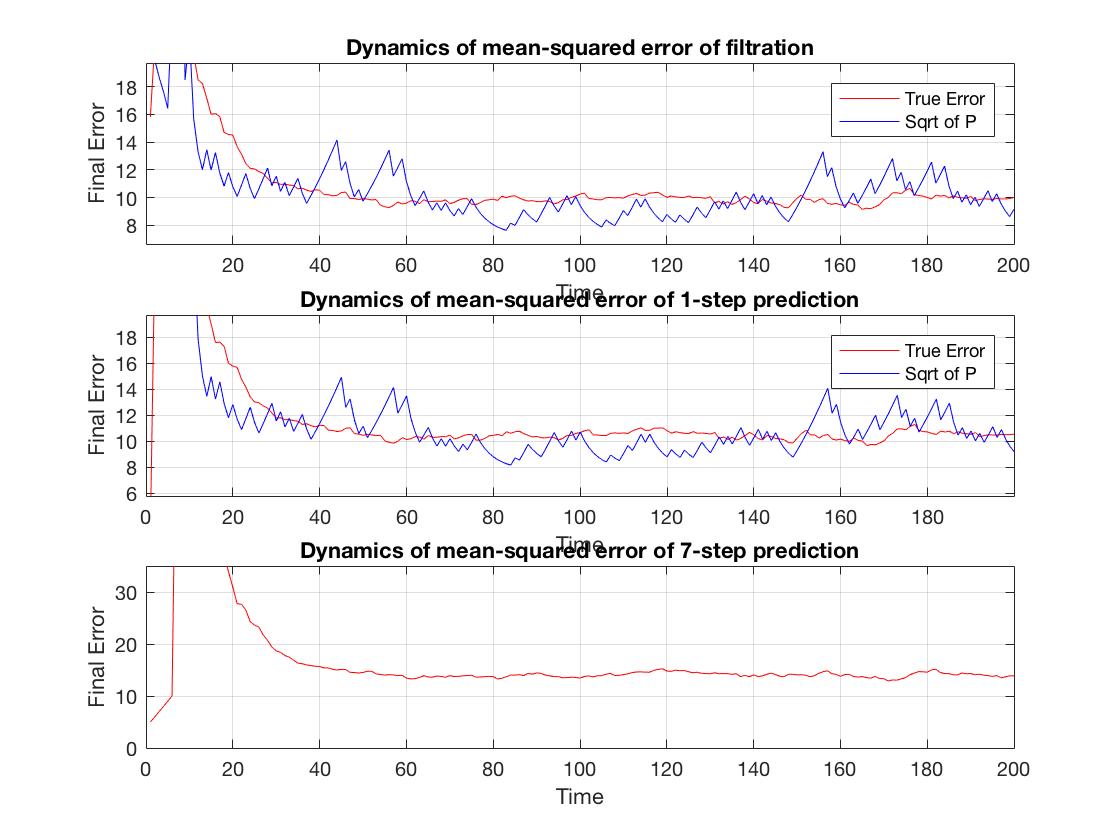 Dynamics of mean-squared error of filtration
Final Error
18
16
14
12
10
8
True Error
Sqrt of P
20 40 60 80 100 120 140 160 180 200
Time
Dynamics of mean-squared error of 1-step prediction
Final Error
18
16
14
12
10
8
6
True Error
Sqrt of P
0 20 40 60 80 100 120 140 160 180
Time
Dynamics of mean-squared error of 7-step prediction
Final Error
30
20
10
0
0 20 40 60 80 100 120 140 160 180 200
Time